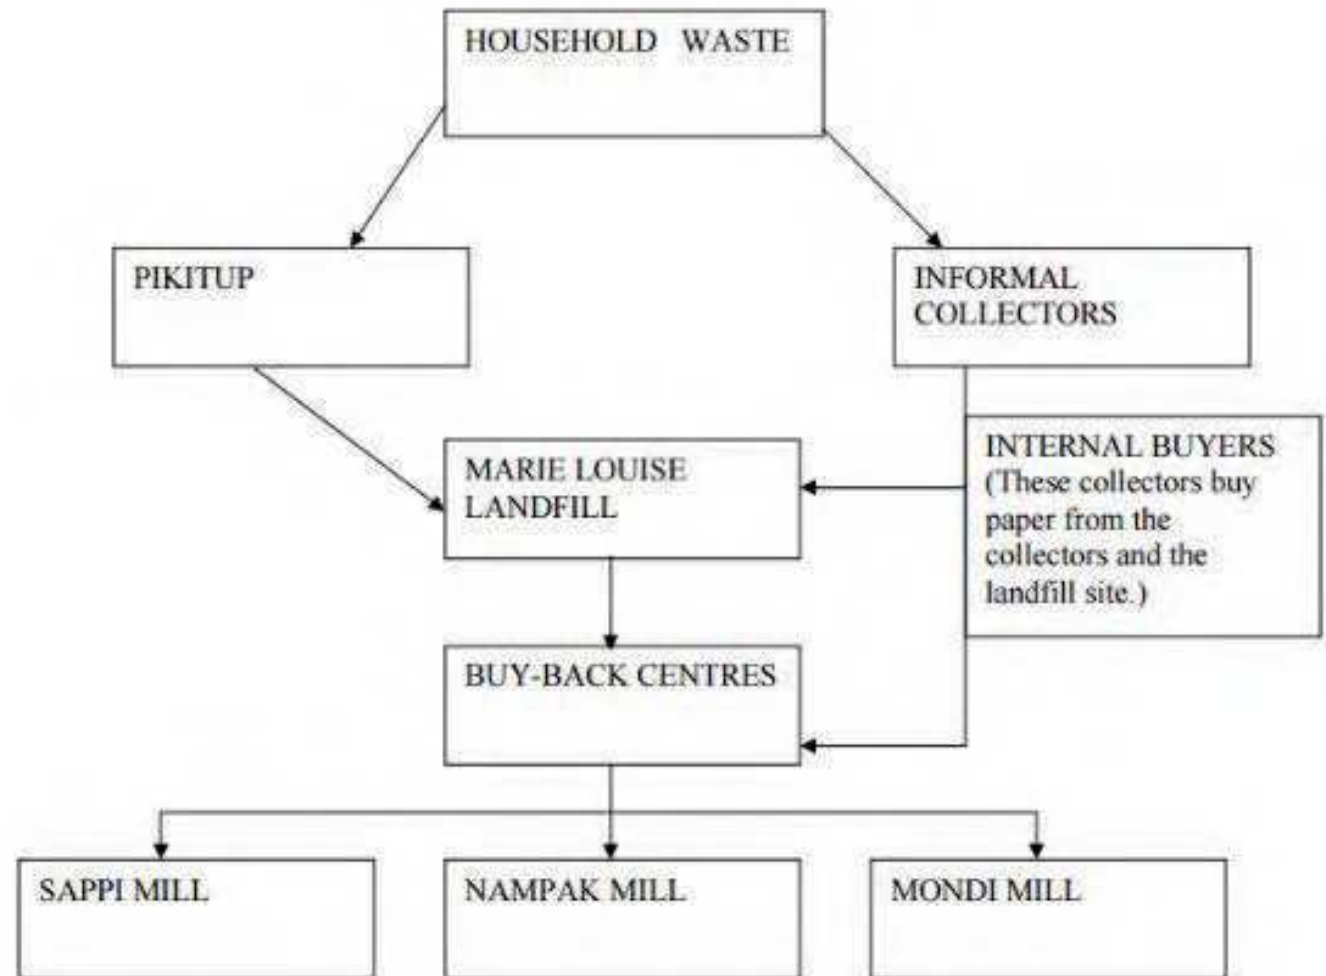 HOUSEHOLD WASTE
PIKITUP
INFORMAL
COLLECTORS
MARIE LOUISE
LANDFILL
INTERNAL BUYERS
(These collectors buy
paper from the
collectors and the
landfill site.)
BUY-BACK CENTRES
SAPPI MILL
NAMPAK MILL
MONDI MILL